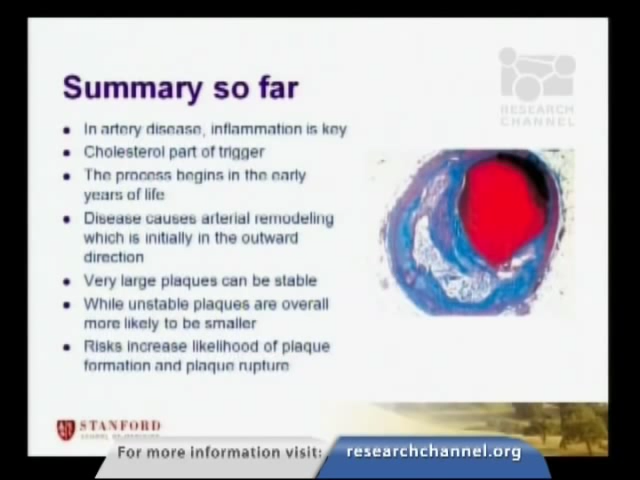 Summary so far
RESEARCH
CHANNEL
In artery disease, inflammation is key
Cholesterol part of trigger
The process begins in the early
years of life
Disease causes arterial remodeling
which is initially in the outward
direction
Very large plaques can be stable
While unstable plaques are overall
more likely to be smaller
Risks increase likelihood of plaque
formation and plaque rupture
STANFORD
SCHOOL OF MEDICINE
For more information visit:
researchchannel.org